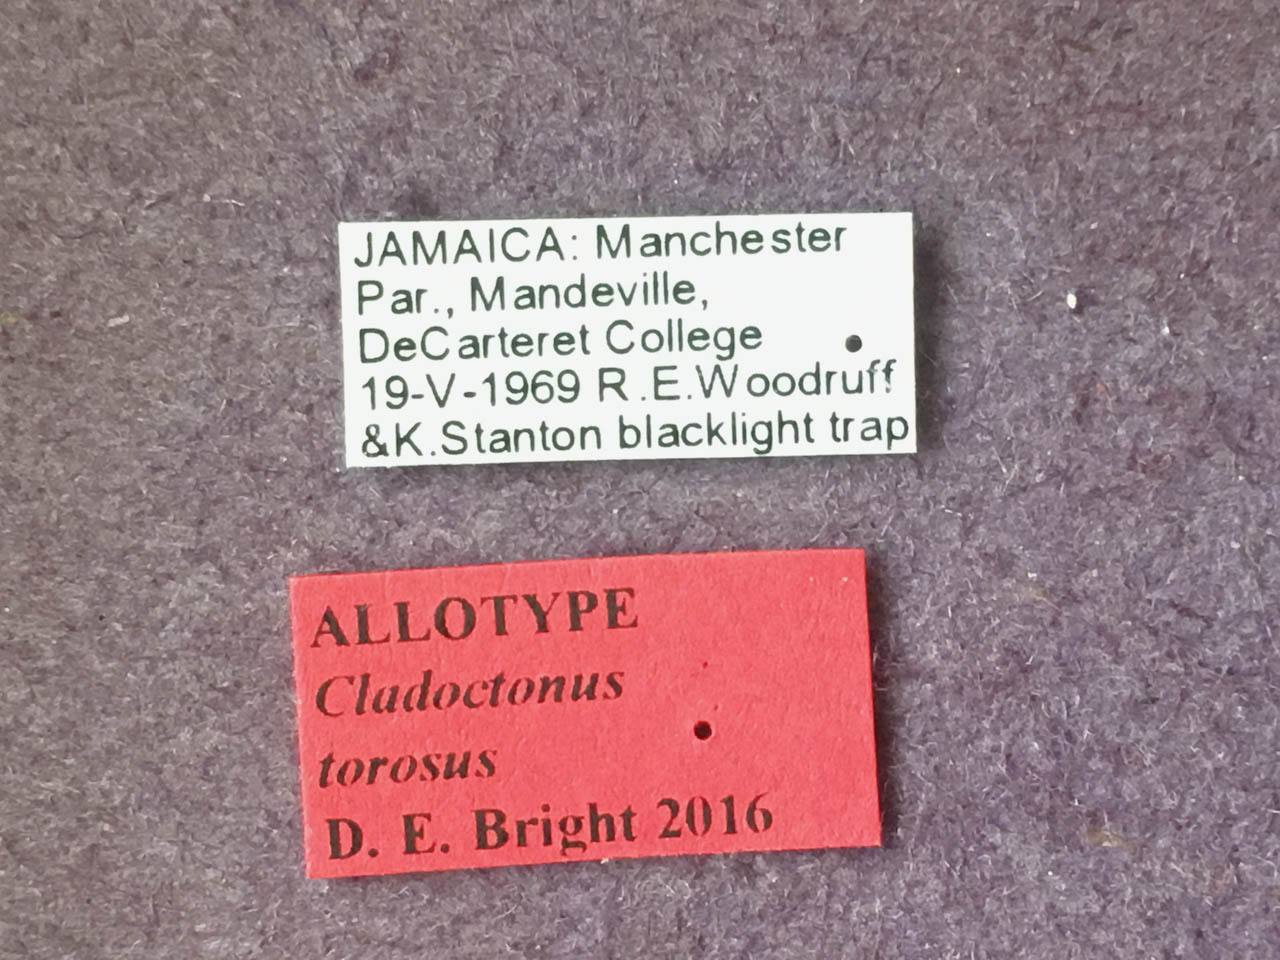 JAMAICA: Manchester
Par., Mandeville,
DeCarteret College
19-V-1969 R.E.Woodruff
&K.Stanton blacklight trap
ALLOTYPE
Cladoctonus
torosus
D. E. Bright 2016